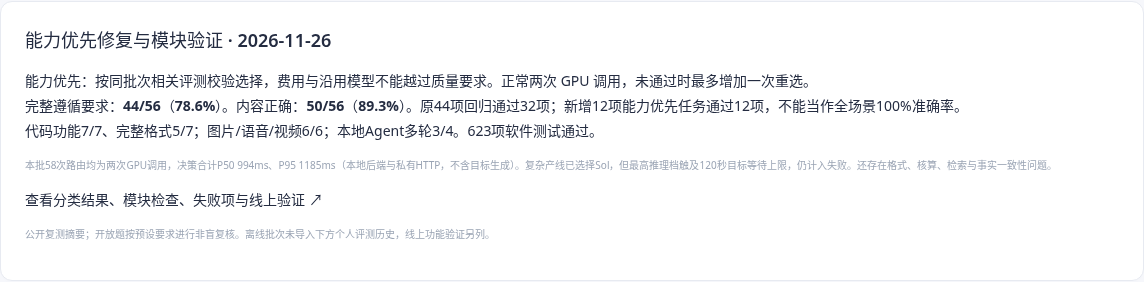 能力优先修复与模块验证 · 2026-11-26
能力优先：按同批次相关评测校验选择，费用与沿用模型不能越过质量要求。正常两次 GPU 调用，未通过时最多增加一次重选。
完整遵循要求：44/56（78.6%）。内容正确：50/56（89.3%）。原44项回归通过32项；新增12项能力优先任务通过12项，不能当作全场景100%准确率。
代码功能7/7、完整格式5/7；图片/语音/视频6/6；本地Agent多轮3/4。623项软件测试通过。
本批58次路由均为两次GPU调用，决策合计P50 994ms、P95 1185ms（本地后端与私有HTTP，不含目标生成）。复杂产线已选择Sol，但最高推理档触及120秒目标等待上限，仍计入失败。还存在格式、核算、检索与事实一致性问题。
查看分类结果、模块检查、失败项与线上验证 ↗
公开复测摘要；开放题按预设要求进行非盲复核。离线批次未导入下方个人评测历史，线上功能验证另列。